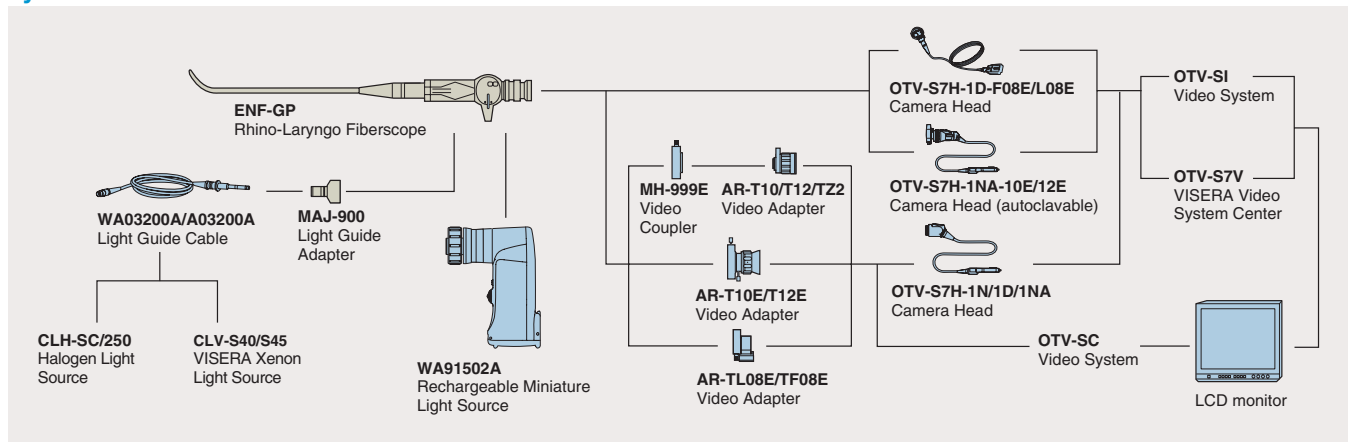 ENF-GP
Rhino-Laryngo Fiberscope
WA03200A/A03200A
Light Guide Cable
MAJ-900
Light Guide
Adapter
CLH-SC/250
Halogen Light
Source
CLV-S40/S45
VISERA Xenon
Light Source
WA91502A
Rechargeable Miniature
Light Source
MH-999E
Video
Coupler
AR-T10/T12/TZ2
Video Adapter
AR-T10E/T12E
Video Adapter
AR-TL08E/TF08E
Video Adapter
OTV-S7H-1D-F08E/L08E
Camera Head
OTV-S7H-1NA-10E/12E
Camera Head (autoclavable)
OTV-S7H-1N/1D/1NA
Camera Head
OTV-SI
Video System
OTV-S7V
VISERA Video
System Center
OTV-SC
Video System
LCD monitor